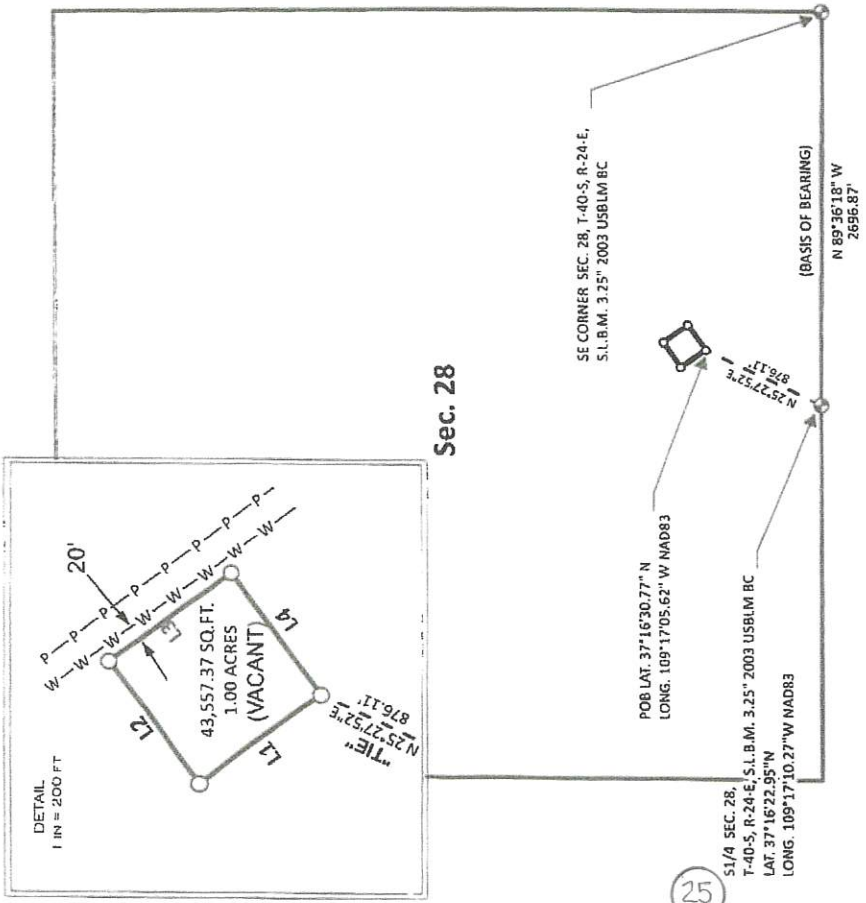 DETAIL
1 IN = 200 FT
P—P—P—P—P—P—P—P
W—W—W—W—W—W—W—W
20'
L2
L3
43,557.37 SQ.FT.
1.00 ACRES
(VACANT)
L1
L4
"TIE"
N 25°27'52"E
876.11'
Sec. 28
SE CORNER SEC. 28, T-40-S, R-24-E,
S.L.B.M. 3.25" 2003 USBLM BC
POB LAT. 37°16'30.77" N
LONG. 109°17'05.62" W NAD83
N 25°27'52"E
876.11'
(BASIS OF BEARING)
N 89°36'18" W
2696.87'
S1/4 SEC. 28,
T-40-S, R-24-E, S.L.B.M. 3.25" 2003 USBLM BC
LAT. 37°16'22.95"N
LONG. 109°17'10.27"W NAD83
25